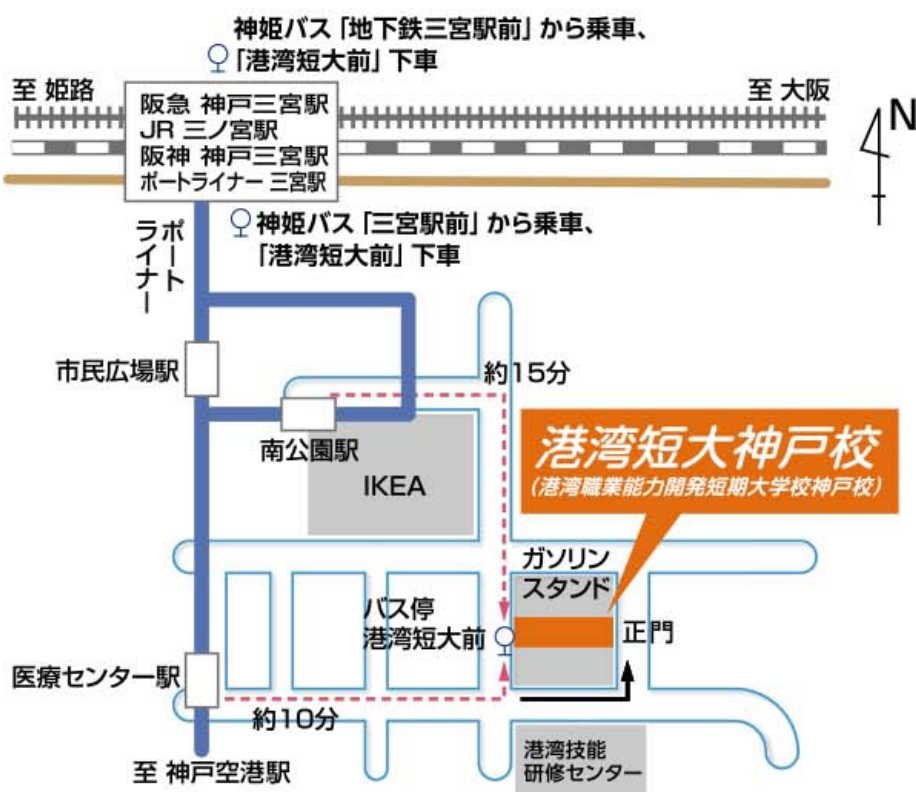 神姫バス「地下鉄三宮駅前」から乗車、
「港湾短大前」下車
至 姫路
至 大阪
阪急 神戸三宮駅
JR 三ノ宮駅
阪神 神戸三宮駅
ポートライナー 三宮駅
N
神姫バス「三宮駅前」から乗車、
「港湾短大前」下車
ポート
ライナー
市民広場駅
約15分
南公園駅
IKEA
港湾短大神戸校
(港湾職業能力開発短期大学校神戸校)
ガソリン
スタンド
バス停
港湾短大前
正門
医療センター駅
約10分
港湾技能
研修センター
至 神戸空港駅